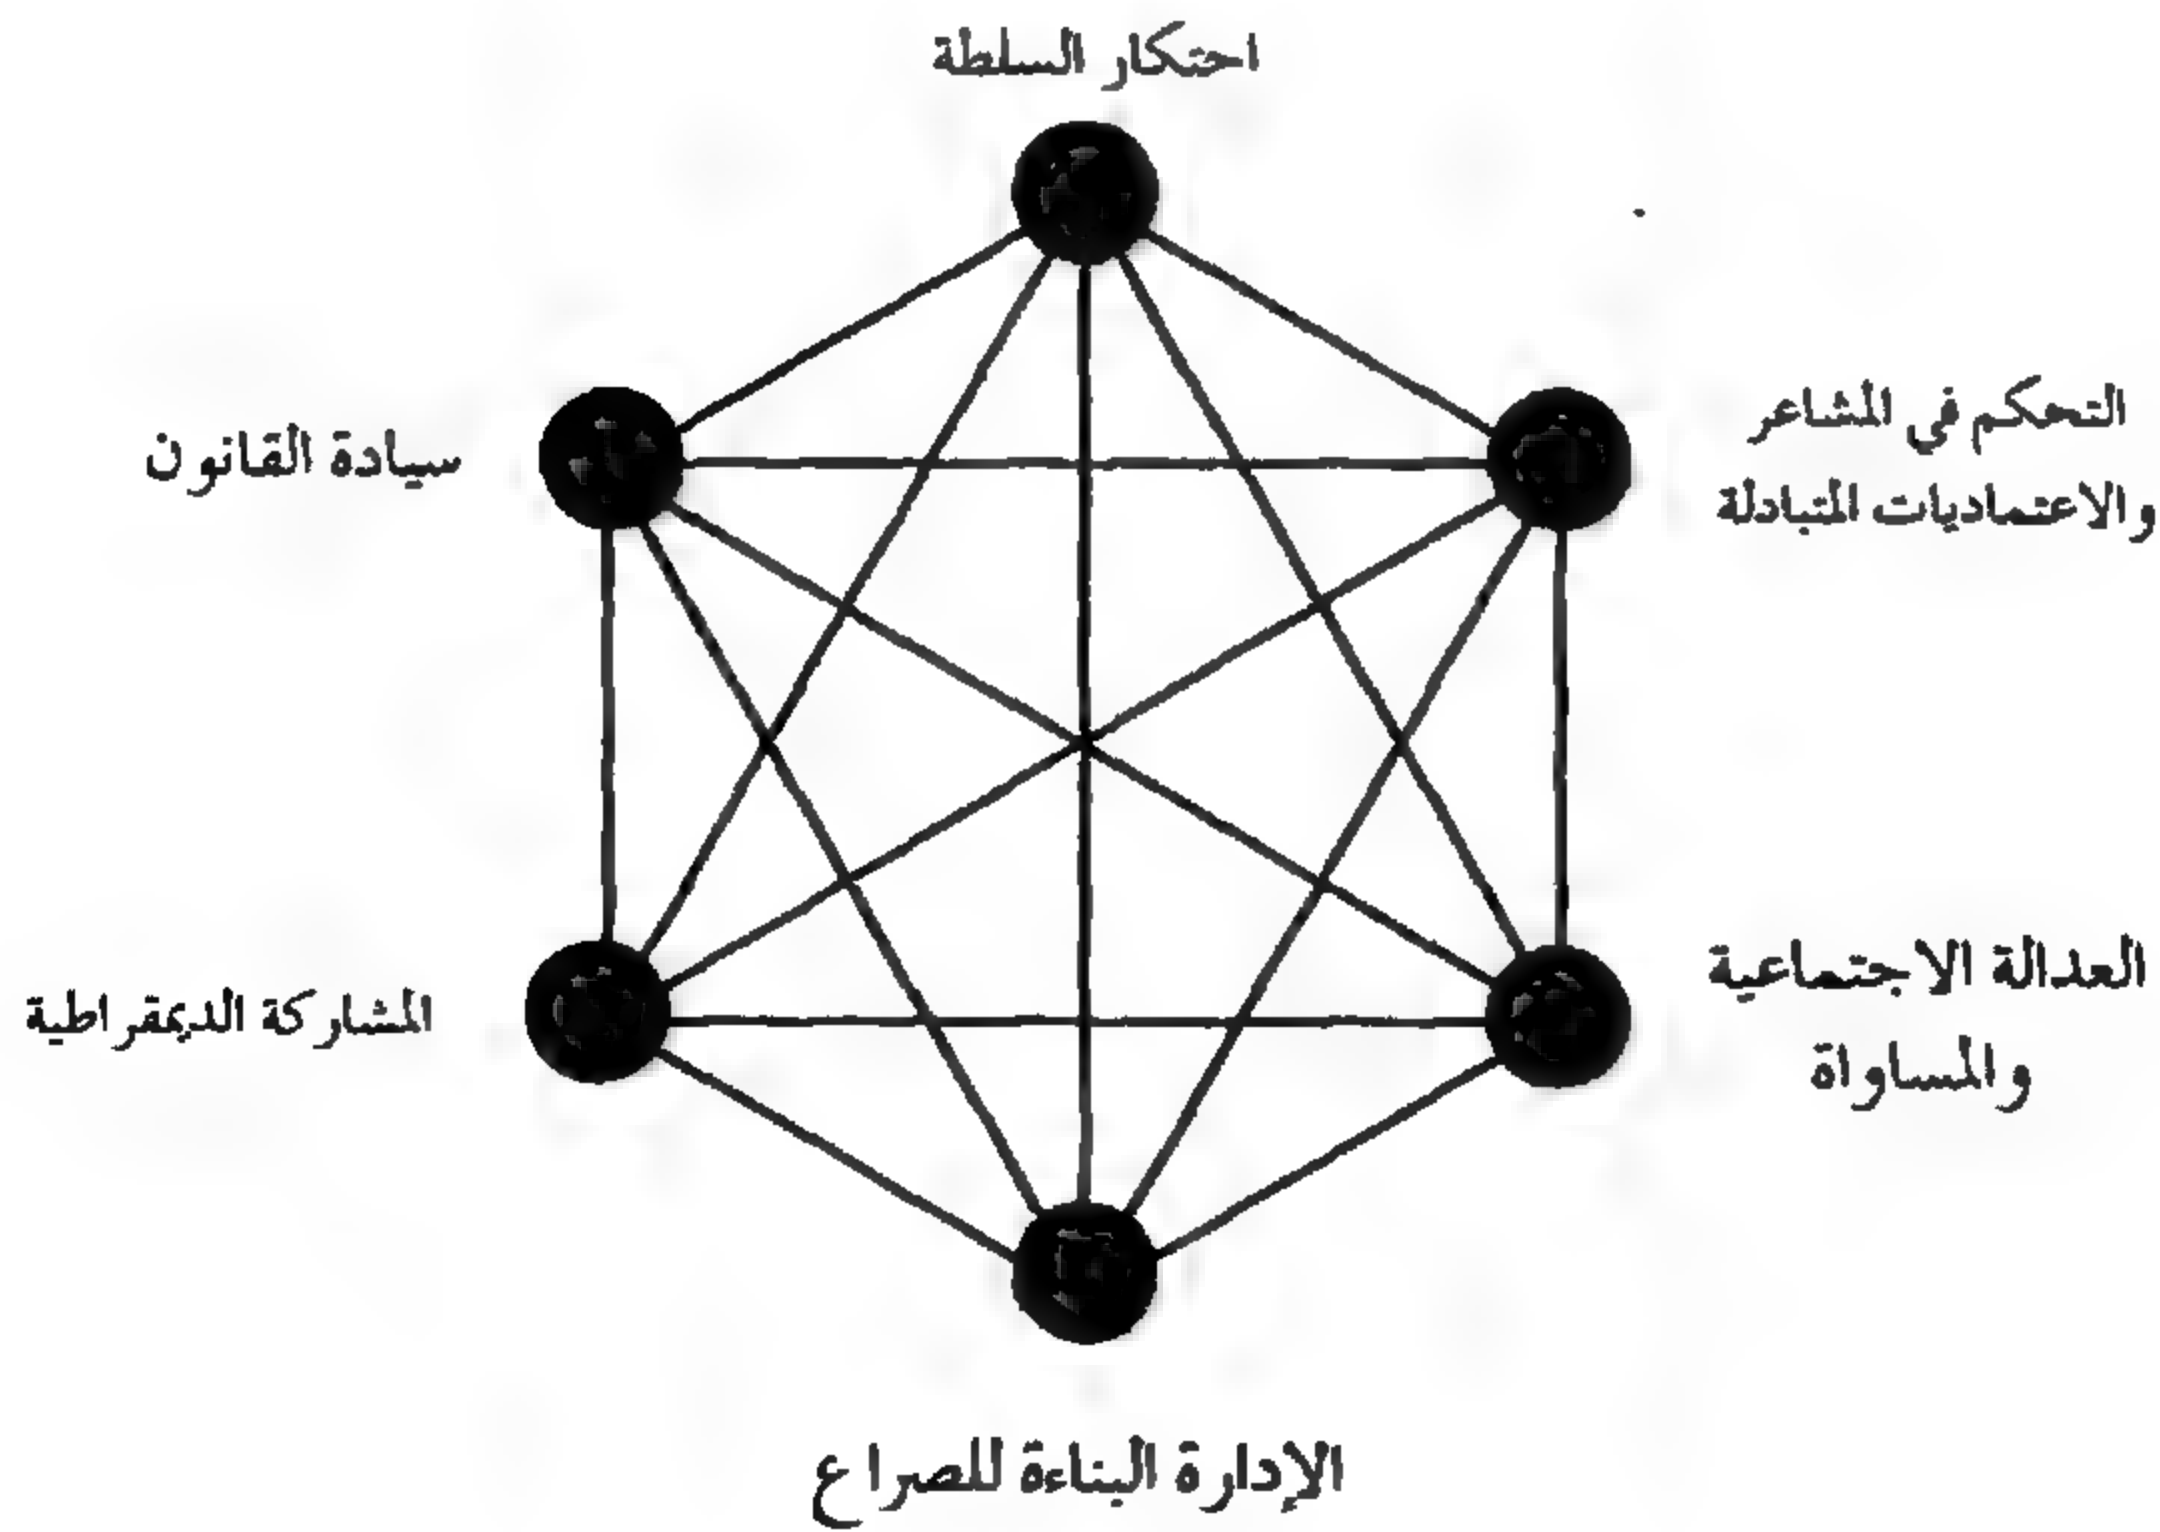 احتكار السلطة
التحكم في المشاعر
والاعتماديات المتبادلة
سيادة القانون
العدالة الاجتماعية
والمساواة
المشاركة الديمقراطية
الإدارة البناءة للصراع